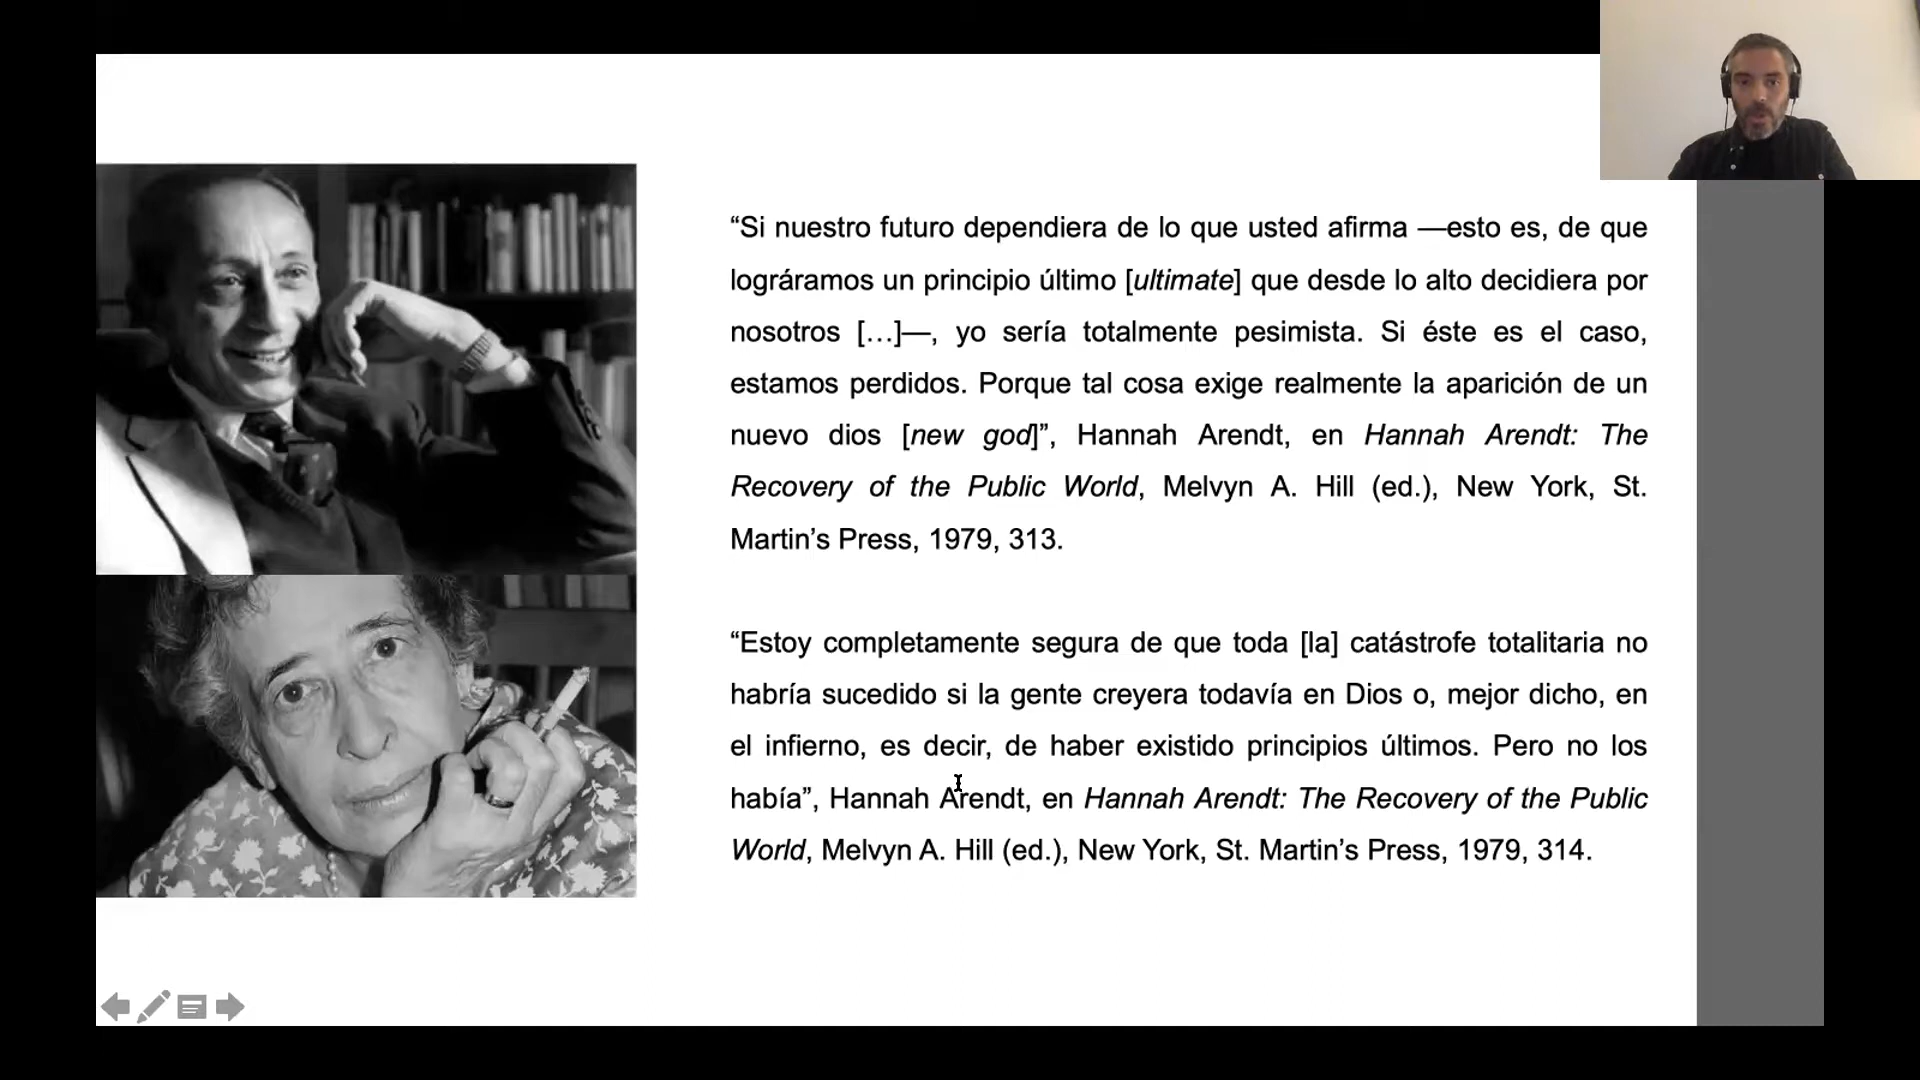 “Si nuestro futuro dependiera de lo que usted afirma —esto es, de que
lográramos un principio último [ultimate] que desde lo alto decidiera por
nosotros […]—, yo sería totalmente pesimista. Si éste es el caso,
estamos perdidos. Porque tal cosa exige realmente la aparición de un
nuevo dios [new god]”, Hannah Arendt, en Hannah Arendt: The
Recovery of the Public World, Melvyn A. Hill (ed.), New York, St.
Martin’s Press, 1979, 313.
“Estoy completamente segura de que toda [la] catástrofe totalitaria no
habría sucedido si la gente creyera todavía en Dios o, mejor dicho, en
el infierno, es decir, de haber existido principios últimos. Pero no los
había”, Hannah Arendt, en Hannah Arendt: The Recovery of the Public
World, Melvyn A. Hill (ed.), New York, St. Martin’s Press, 1979, 314.